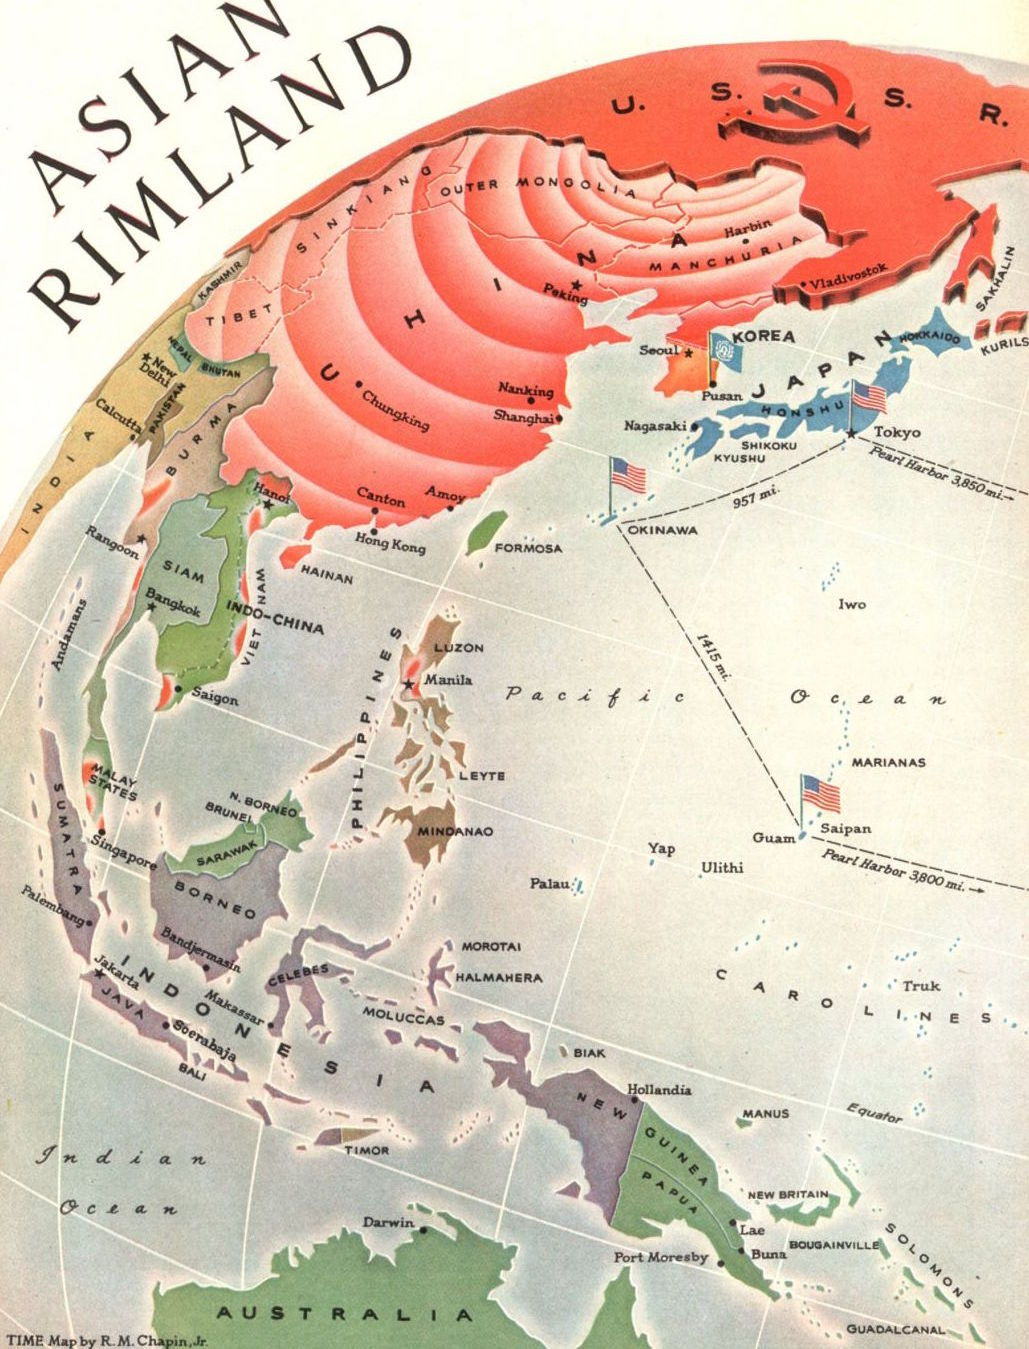 ASIAN
RIMLAND
U. S. S. R.
SINKIANG
OUTER MONGOLIA
CHINA
MANCHURIA
Harbin
Vladivostok
SAKHALIN
KURILS
HOKKAIDO
KASHMIR
TIBET
Peking
KOREA
Seoul
Pusan
JAPAN
HONSHU
Tokyo
Nagasaki
SHIKOKU
KYUSHU
Pearl Harbor 3,850 mi.
957 mi.
NEPAL
BHUTAN
New
Delhi
PAKISTAN
Calcutta
INDIA
BURMA
Chungking
Nanking
Shanghai
Hanoi
Canton
Amoy
Hong Kong
FORMOSA
OKINAWA
HAINAN
Rangoon
SIAM
Bangkok
INDO-CHINA
VIET NAM
Saigon
Andamans
Iwo
1415 mi.
PHILIPPINES
LUZON
Manila
Pacific Ocean
MARIANAS
LEYTE
MINDANAO
Guam
Saipan
Pearl Harbor 3,800 mi.
Yap
Ulithi
Palau
MALAY
STATES
Singapore
SUMATRA
Palembang
N. BORNEO
BRUNEI
SARAWAK
BORNEO
Bandjermasin
INDONESIA
Jakarta
JAVA
Makassar
Soerabaja
BALI
CELEBES
MOROTAI
HALMAHERA
MOLUCCAS
CAROLINES
Truk
BIAK
Hollandia
NEW GUINEA
PAPUA
MANUS
Equator
TIMOR
Indian
Ocean
NEW BRITAIN
Lae
Buna
BOUGAINVILLE
SOLOMONS
Port Moresby
Darwin
AUSTRALIA
GUADALCANAL
TIME Map by R. M. Chapin, Jr.